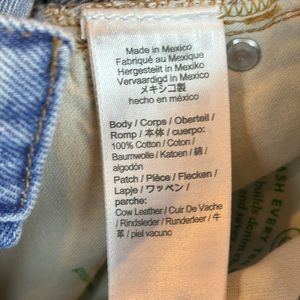 Made in Mexico
Fabriqué au Mexique
Hergestellt in Mexiko
Vervaardigd in Mexico
メキシコ製
hecho en méxico
Body / Corps / Oberteil /
Romp / 本体 / cuerpo:
100% Cotton / Coton /
Baumwolle / Katoen / 綿 /
algodón
Patch / Pièce / Flecken /
Lapje / ワッペン /
parche:
Cow Leather / Cuir De Vache
/ Rindsleder / Runderleer / 牛
革 / piel vacuno